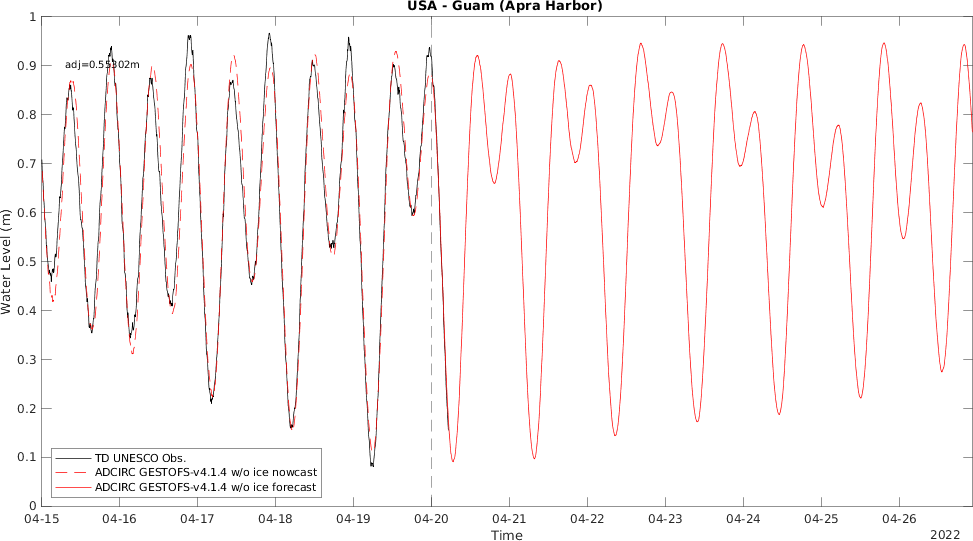 USA - Guam (Apra Harbor)
1
0.9
0.8
0.7
0.6
0.5
0.4
0.3
0.2
0.1
0
Water Level (m)
adj=0.55302m
TD UNESCO Obs.
ADCIRC GESTOFS-v4.1.4 w/o ice nowcast
ADCIRC GESTOFS-v4.1.4 w/o ice forecast
04-15 04-16 04-17 04-18 04-19 04-20 04-21 04-22 04-23 04-24 04-25 04-26
Time
2022